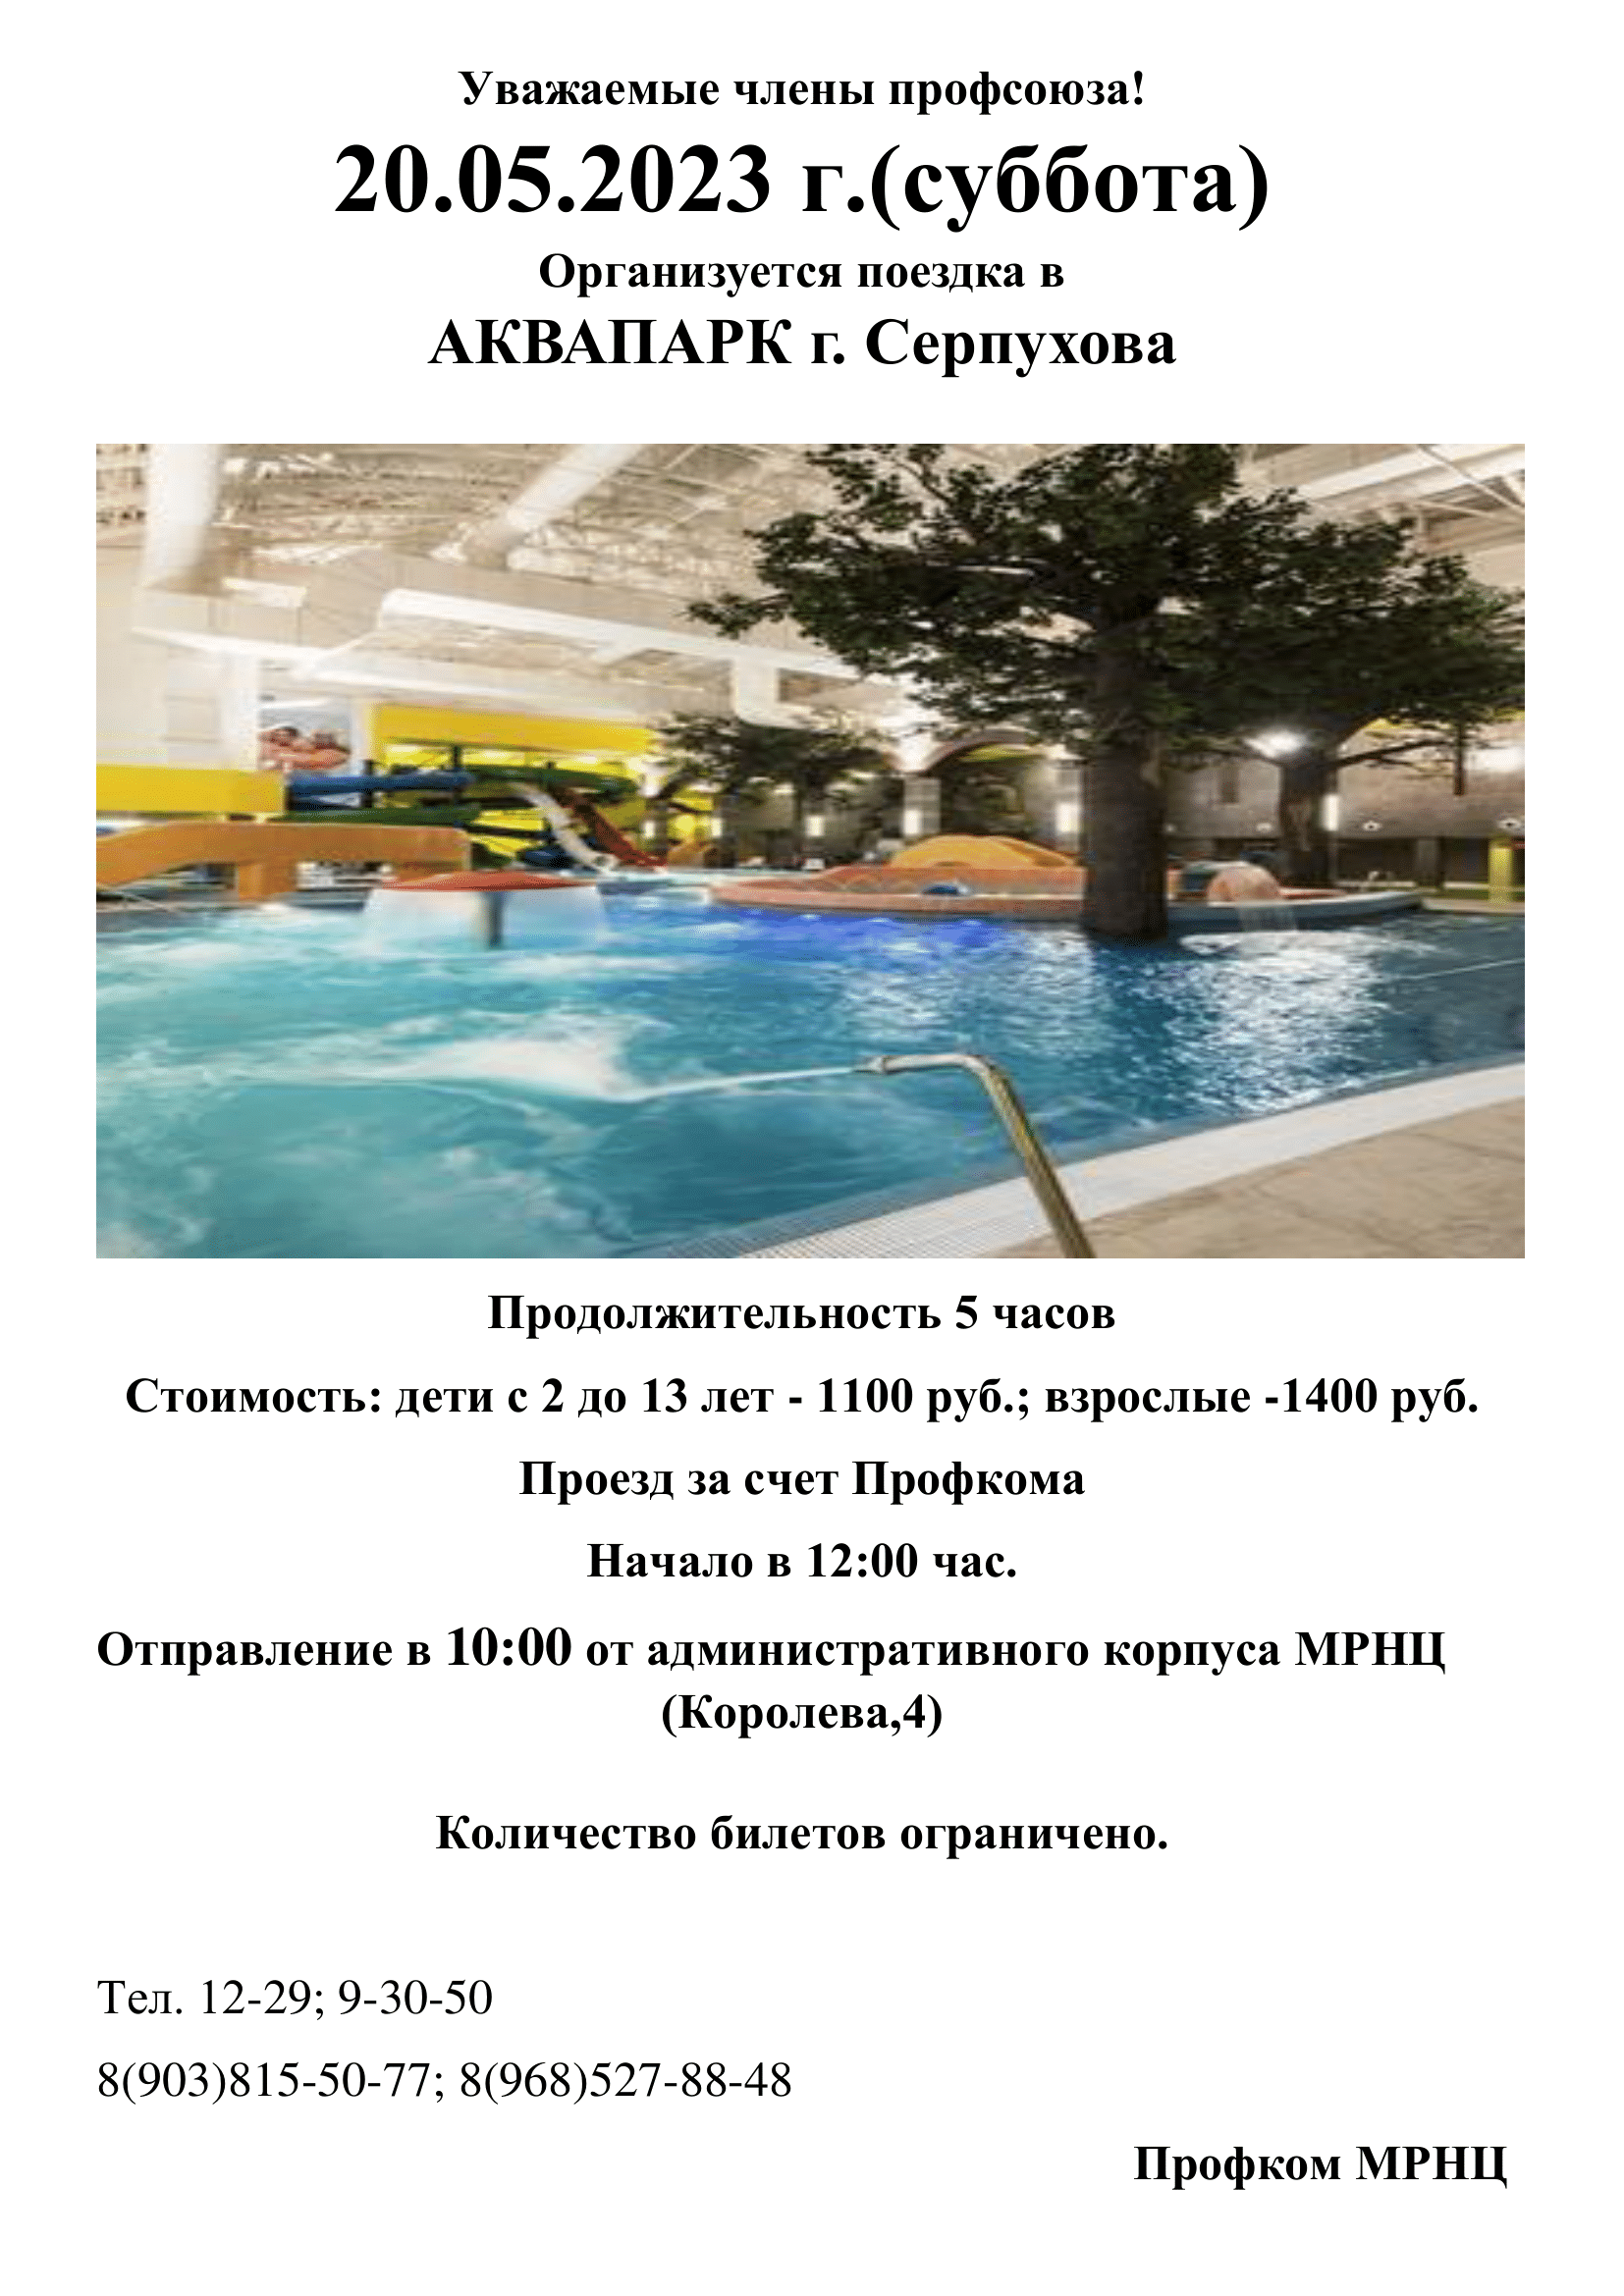 Уважаемые члены профсоюза!
20.05.2023 г.(суббота)
Организуется поездка в
АКВАПАРК г. Серпухова
Продолжительность 5 часов
Стоимость: дети с 2 до 13 лет - 1100 руб.; взрослые -1400 руб.
Проезд за счет Профкома
Начало в 12:00 час.
Отправление в 10:00 от административного корпуса МРНЦ
(Королева,4)
Количество билетов ограничено.
Тел. 12-29; 9-30-50
8(903)815-50-77; 8(968)527-88-48
Профком МРНЦ